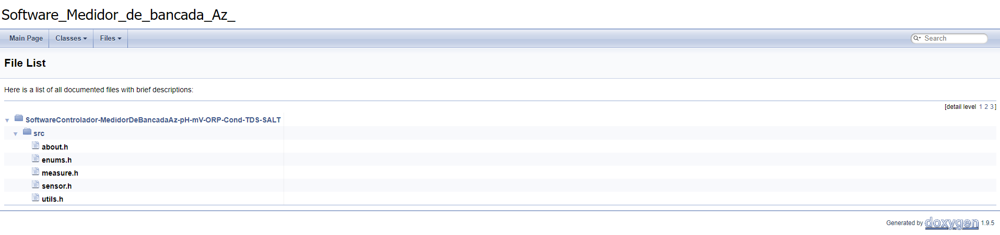 Software_Medidor_de_bancada_Az_
Main Page Classes Files Search
File List
Here is a list of all documented files with brief descriptions:
[detail level 1 2 3]
SoftwareControlador-MedidorDeBancadaAz-pH-mV-ORP-Cond-TDS-SALT
src
about.h
enums.h
measure.h
sensor.h
utils.h
Generated by doxygen 1.9.5